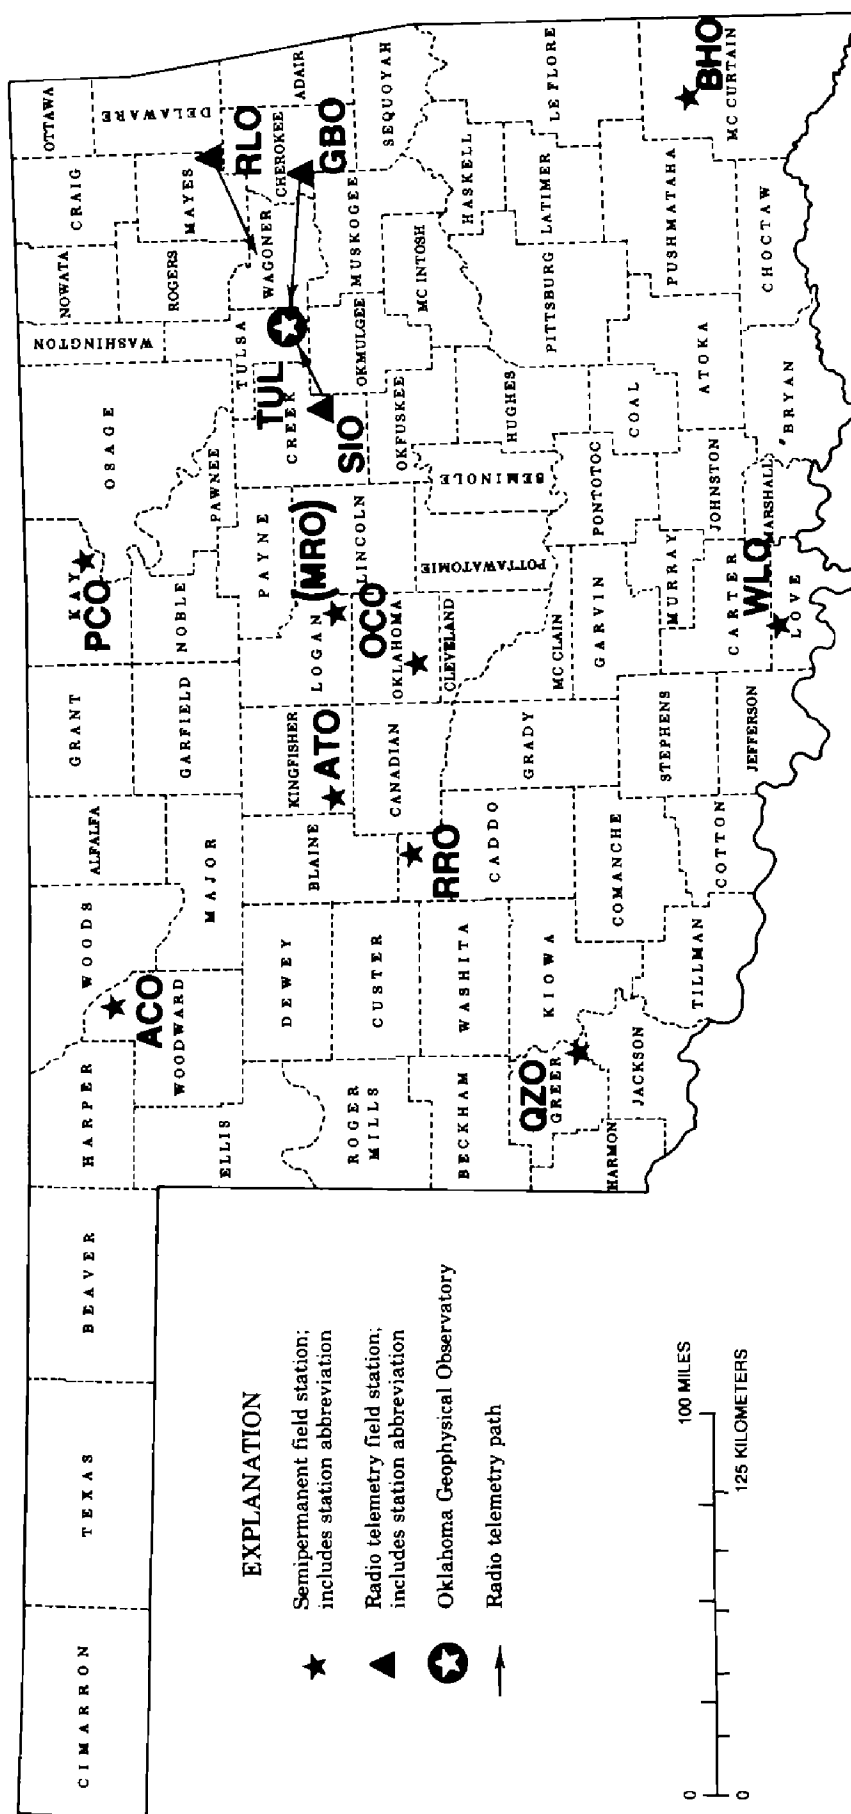 CIMARRON
TEXAS
BEAVER
HARPER
WOODS
ALFALFA
GRANT
KAY
PCO
OSAGE
WASHINGTON
NOWATA
CRAIG
OTTAWA
ACO
WOODWARD
ELLIS
MAJOR
GARFIELD
NOBLE
PAWNEE
ROGERS
MAYES
DELAWARE
RLO
DEWEY
BLAINE
KINGFISHER
LOGAN
PAYNE
(MRO)
CREEK
TULSA
TUL
WAGONER
CHEROKEE
ADAIR
GBO
SIO
ATO
ROGER
MILLS
CUSTER
CANADIAN
OKLAHOMA
OCO
LINCOLN
OKFUSKEE
OKMULGEE
MUSKOGEE
SEQUOYAH
RRO
BECKHAM
WASHITA
CADDO
GRADY
CLEVELAND
MC CLAIN
POTTAWATOMIE
SEMINOLE
HUGHES
MC INTOSH
HASKELL
PITTSBURG
LATIMER
LE FLORE
QZO
GREER
KIOWA
HARMON
JACKSON
COMANCHE
TILLMAN
COTTON
STEPHENS
JEFFERSON
GARVIN
MURRAY
CARTER
PONTOTOC
JOHNSTON
COAL
ATOKA
PUSHMATAHA
MC CURTAIN
BHO
WLO
LOVE
MARSHALL
BRYAN
CHOCTAW
EXPLANATION
Semipermanent field station;
includes station abbreviation
Radio telemetry field station;
includes station abbreviation
Oklahoma Geophysical Observatory
Radio telemetry path
0 100 MILES
0 125 KILOMETERS